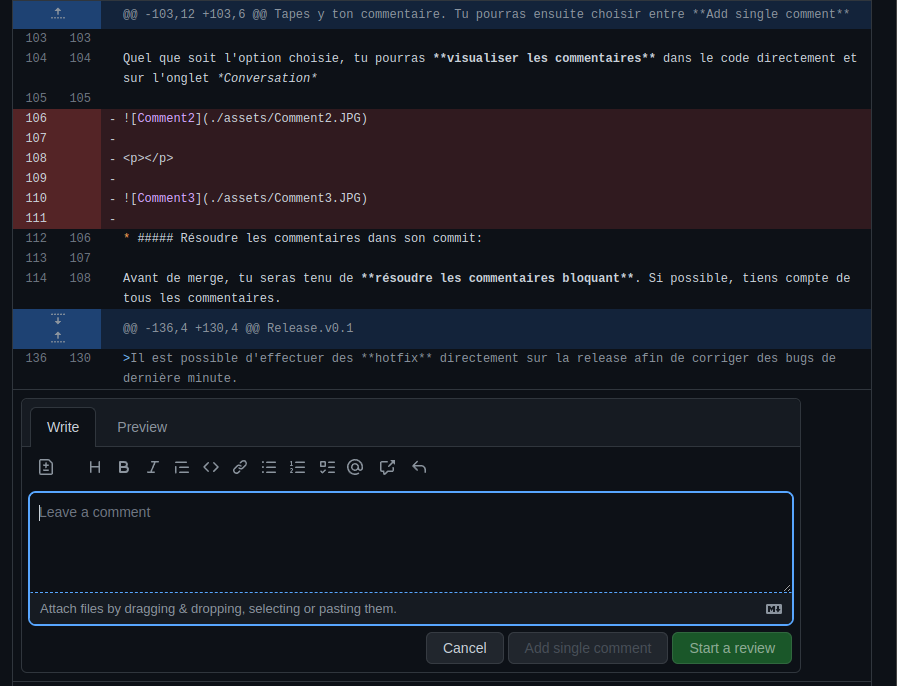 @@ -103,12 +103,6 @@ Tapes y ton commentaire. Tu pourras ensuite choisir entre **Add single comment**
103 103
104 104 Quel que soit l'option choisie, tu pourras **visualiser les commentaires** dans le code directement et
sur l'onglet *Conversation*
105 105
106 - ![Comment2](./assets/Comment2.JPG)
107 -
108 - <p></p>
109 -
110 - ![Comment3](./assets/Comment3.JPG)
111 -
112 106 * ##### Résoudre les commentaires dans son commit:
113 107
114 108 Avant de merge, tu seras tenu de **résoudre les commentaires bloquant**. Si possible, tiens compte de
tous les commentaires.
@@ -136,4 +130,4 @@ Release.v0.1
136 130 >Il est possible d'effectuer des **hotfix** directement sur la release afin de corriger des bugs de
dernière minute.
Write Preview
Leave a comment
Attach files by dragging & dropping, selecting or pasting them.
Cancel Add single comment Start a review